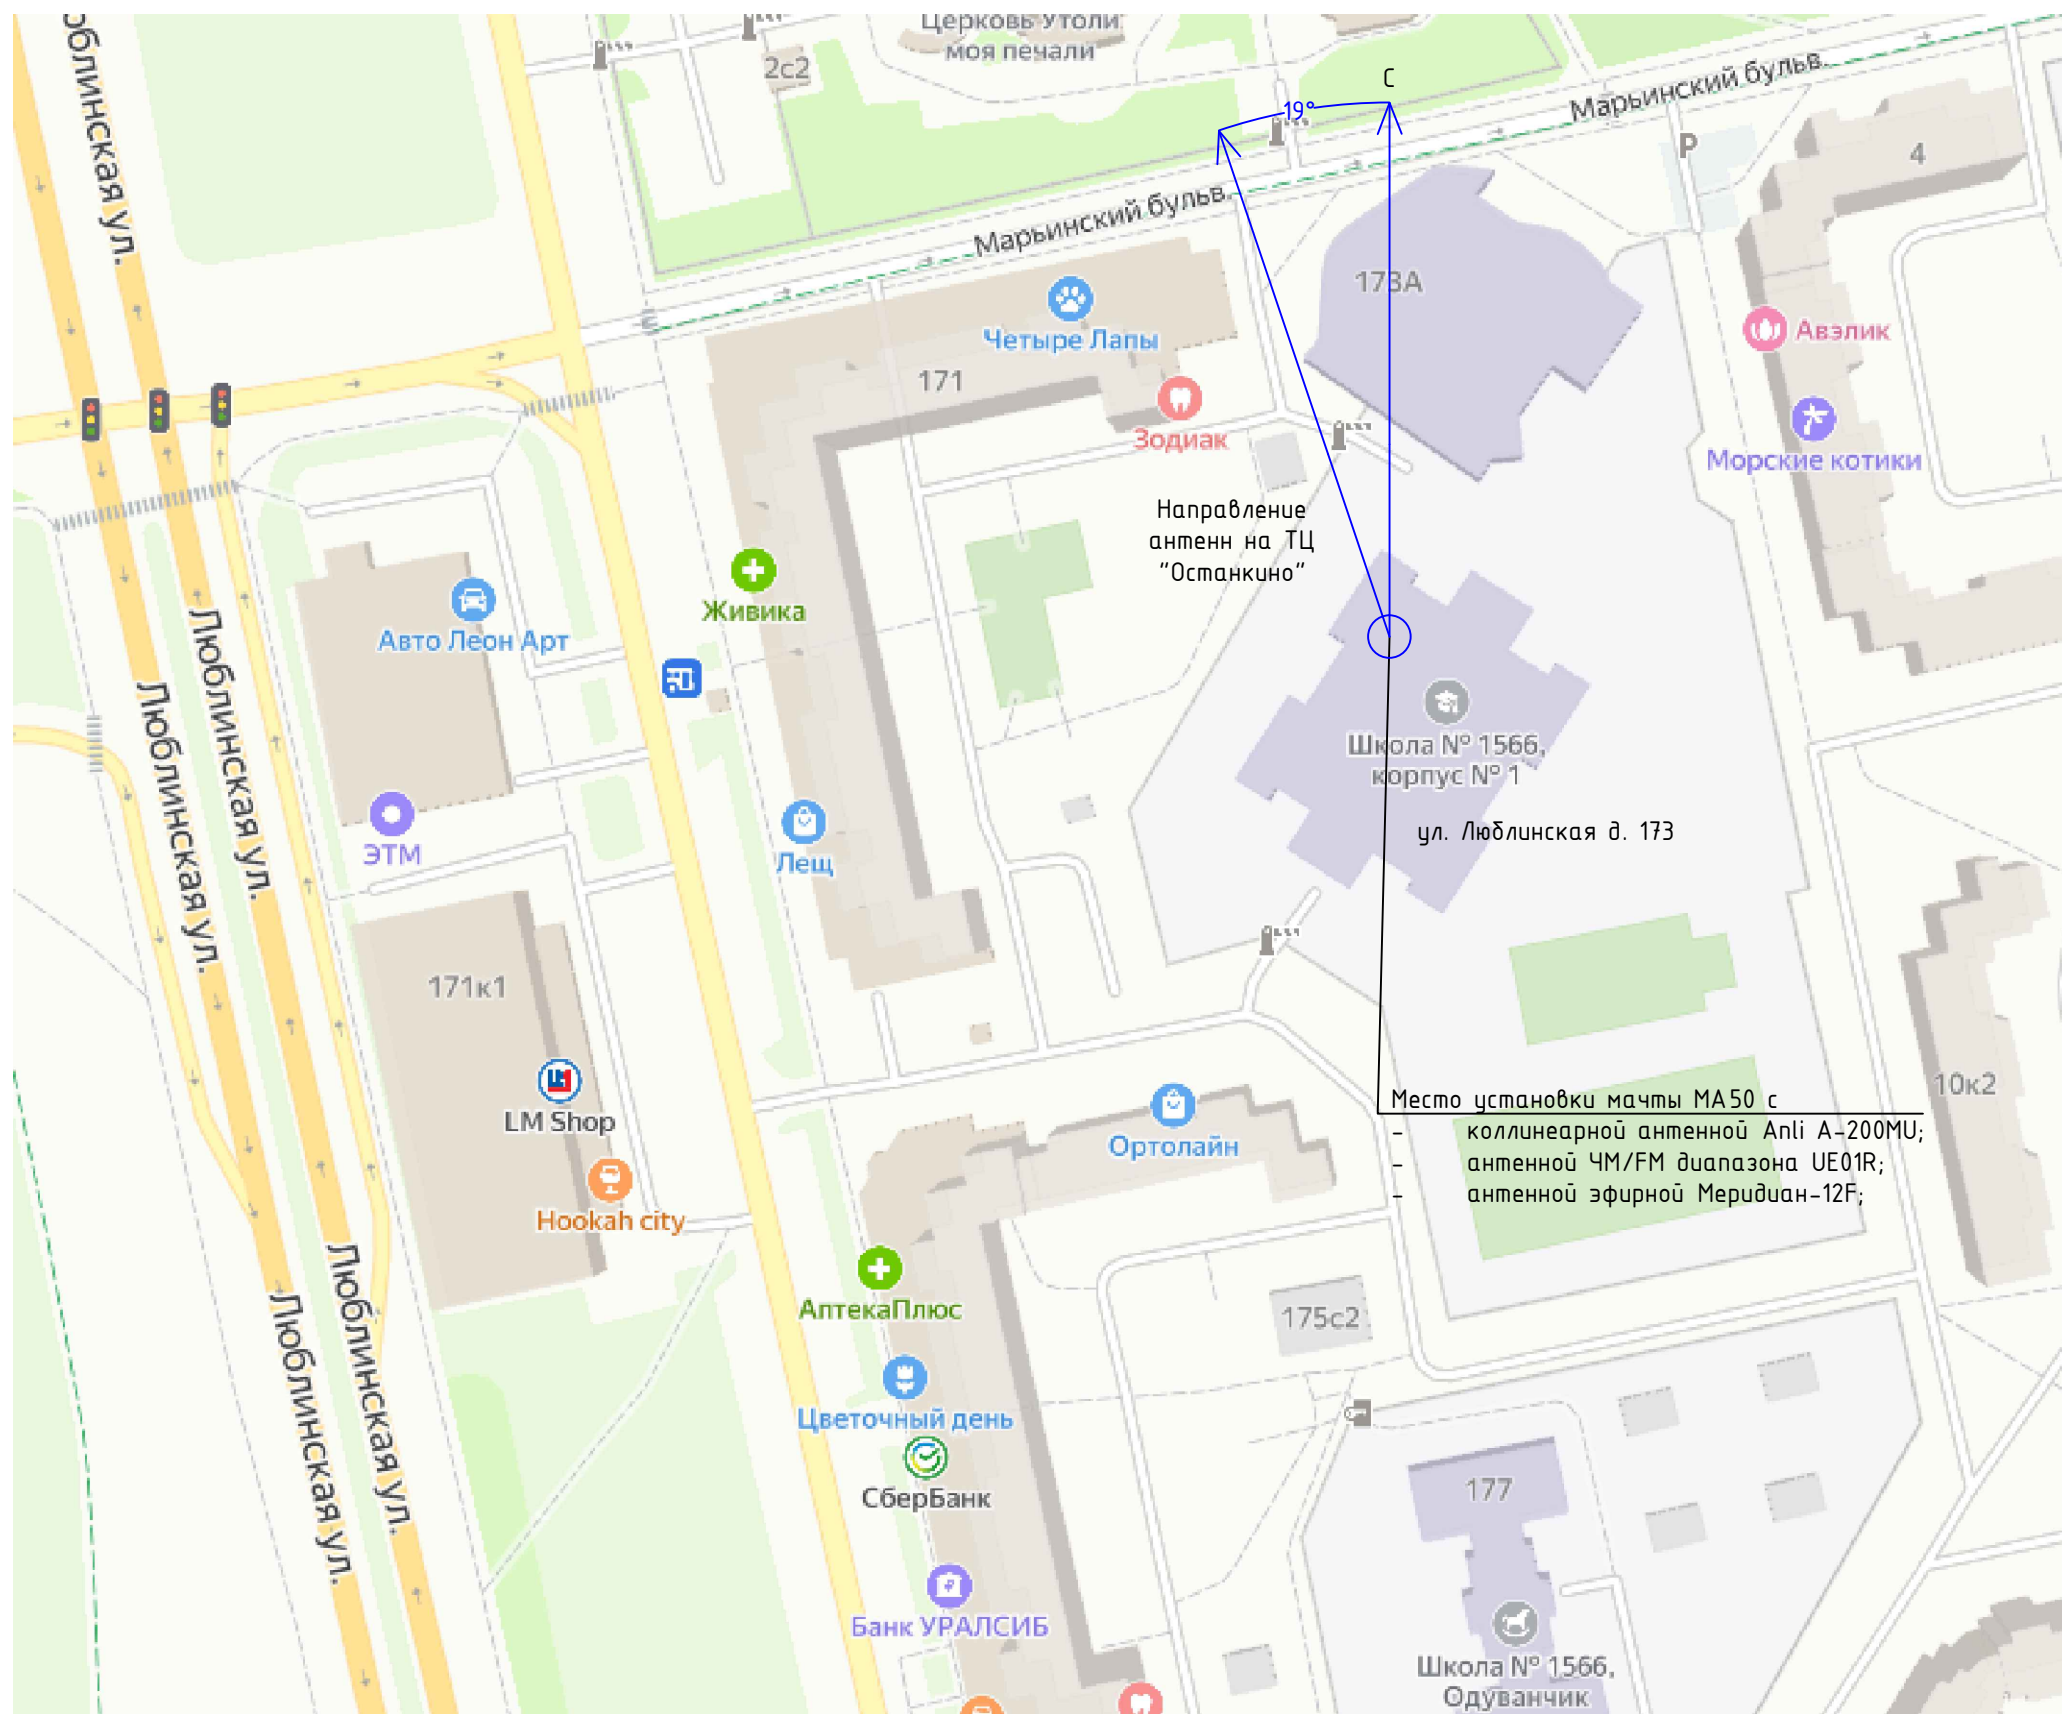 Церковь Утоли
моя печали
2с2
С
19°
Марьинский бульв.
Марьинский бульв.
Р
4
173А
Четыре Лапы
171
Зодиак
Авэлик
Морские котики
Направление
антенн на ТЦ
"Останкино"
Живика
Авто Леон Арт
Люблинская ул.
Люблинская ул.
Люблинская ул.
Школа № 1566,
корпус № 1
ул. Люблинская д. 173
ЭТМ
Лещ
171к1
LM Shop
Hookah city
Ортолайн
10к2
Место установки мачты МА50 с
- коллинеарной антенной Anli A-200MU;
- антенной ЧМ/FM диапазона UE01R;
- антенной эфирной Меридиан-12F;
АптекаПлюс
175с2
Люблинская ул.
Люблинская ул.
Цветочный день
СберБанк
177
Банк УРАЛСИБ
Школа № 1566,
Одуванчик